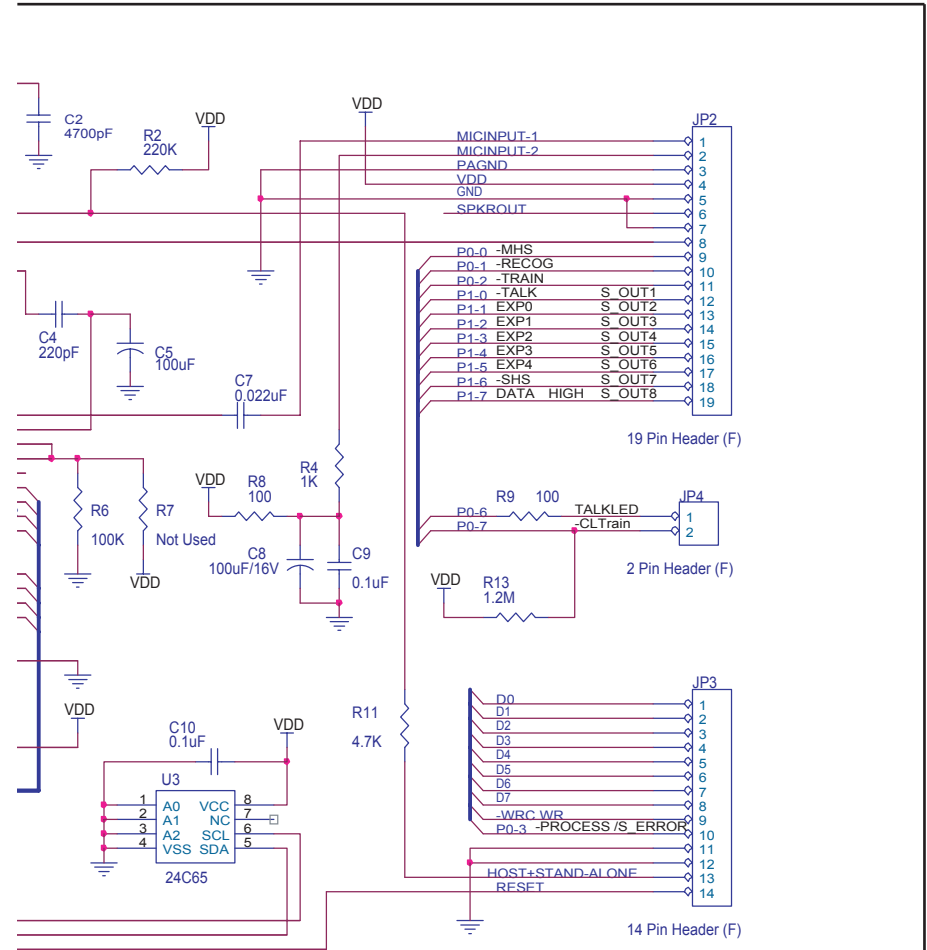 C2
4700pF
R2
220K
VDD
VDD
JP2
MICINPUT-1 1
MICINPUT-2 2
PAGND 3
VDD 4
GND 5
SPKROUT 6
7
8
P0-0 -MHS 9
P0-1 -RECOG 10
P0-2 -TRAIN 11
P1-0 -TALK S_OUT1 12
P1-1 EXP0 S_OUT2 13
P1-2 EXP1 S_OUT3 14
P1-3 EXP2 S_OUT4 15
P1-4 EXP3 S_OUT5 16
P1-5 EXP4 S_OUT6 17
P1-6 -SHS S_OUT7 18
P1-7 DATA HIGH S_OUT8 19
19 Pin Header (F)
C4
220pF
C5
100uF
C7
0.022uF
R4
1K
VDD
R8
100
R6
100K
R7
Not Used
VDD
C8
100uF/16V
C9
0.1uF
R9 100
JP4
P0-6 TALKLED 1
P0-7 -CLTrain 2
2 Pin Header (F)
VDD
R13
1.2M
VDD
R11
4.7K
C10
0.1uF
VDD
U3
1 A0 VCC 8
2 A1 NC 7
3 A2 SCL 6
4 VSS SDA 5
24C65
JP3
D0 1
D1 2
D2 3
D3 4
D4 5
D5 6
D6 7
D7 8
-WRC WR 9
P0-3 -PROCESS /S_ERROR 10
11
12
HOST+STAND-ALONE 13
RESET 14
14 Pin Header (F)